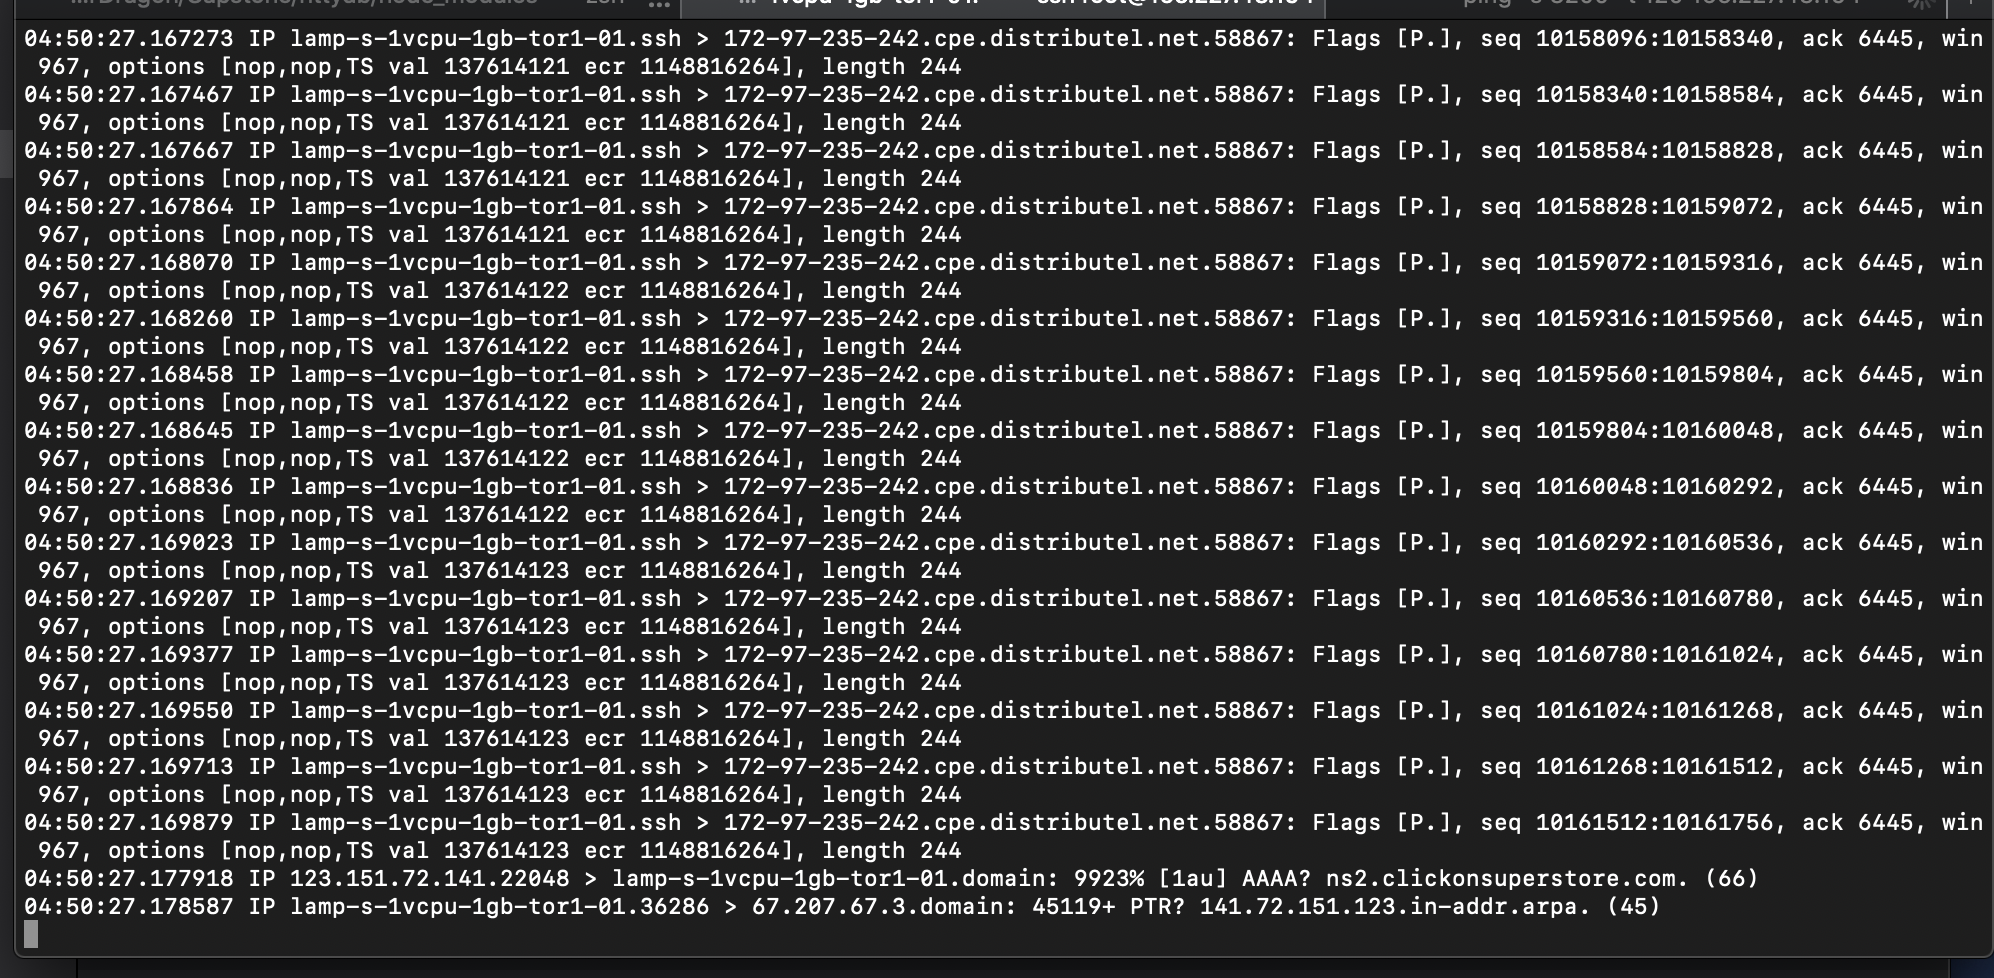 04:50:27.167273 IP lamp-s-1vcpu-1gb-tor1-01.ssh > 172-97-235-242.cpe.distributel.net.58867: Flags [P.], seq 10158096:10158340, ack 6445, win
967, options [nop,nop,TS val 137614121 ecr 1148816264], length 244
04:50:27.167467 IP lamp-s-1vcpu-1gb-tor1-01.ssh > 172-97-235-242.cpe.distributel.net.58867: Flags [P.], seq 10158340:10158584, ack 6445, win
967, options [nop,nop,TS val 137614121 ecr 1148816264], length 244
04:50:27.167667 IP lamp-s-1vcpu-1gb-tor1-01.ssh > 172-97-235-242.cpe.distributel.net.58867: Flags [P.], seq 10158584:10158828, ack 6445, win
967, options [nop,nop,TS val 137614121 ecr 1148816264], length 244
04:50:27.167864 IP lamp-s-1vcpu-1gb-tor1-01.ssh > 172-97-235-242.cpe.distributel.net.58867: Flags [P.], seq 10158828:10159072, ack 6445, win
967, options [nop,nop,TS val 137614121 ecr 1148816264], length 244
04:50:27.168070 IP lamp-s-1vcpu-1gb-tor1-01.ssh > 172-97-235-242.cpe.distributel.net.58867: Flags [P.], seq 10159072:10159316, ack 6445, win
967, options [nop,nop,TS val 137614122 ecr 1148816264], length 244
04:50:27.168260 IP lamp-s-1vcpu-1gb-tor1-01.ssh > 172-97-235-242.cpe.distributel.net.58867: Flags [P.], seq 10159316:10159560, ack 6445, win
967, options [nop,nop,TS val 137614122 ecr 1148816264], length 244
04:50:27.168458 IP lamp-s-1vcpu-1gb-tor1-01.ssh > 172-97-235-242.cpe.distributel.net.58867: Flags [P.], seq 10159560:10159804, ack 6445, win
967, options [nop,nop,TS val 137614122 ecr 1148816264], length 244
04:50:27.168645 IP lamp-s-1vcpu-1gb-tor1-01.ssh > 172-97-235-242.cpe.distributel.net.58867: Flags [P.], seq 10159804:10160048, ack 6445, win
967, options [nop,nop,TS val 137614122 ecr 1148816264], length 244
04:50:27.168836 IP lamp-s-1vcpu-1gb-tor1-01.ssh > 172-97-235-242.cpe.distributel.net.58867: Flags [P.], seq 10160048:10160292, ack 6445, win
967, options [nop,nop,TS val 137614122 ecr 1148816264], length 244
04:50:27.169023 IP lamp-s-1vcpu-1gb-tor1-01.ssh > 172-97-235-242.cpe.distributel.net.58867: Flags [P.], seq 10160292:10160536, ack 6445, win
967, options [nop,nop,TS val 137614123 ecr 1148816264], length 244
04:50:27.169207 IP lamp-s-1vcpu-1gb-tor1-01.ssh > 172-97-235-242.cpe.distributel.net.58867: Flags [P.], seq 10160536:10160780, ack 6445, win
967, options [nop,nop,TS val 137614123 ecr 1148816264], length 244
04:50:27.169377 IP lamp-s-1vcpu-1gb-tor1-01.ssh > 172-97-235-242.cpe.distributel.net.58867: Flags [P.], seq 10160780:10161024, ack 6445, win
967, options [nop,nop,TS val 137614123 ecr 1148816264], length 244
04:50:27.169550 IP lamp-s-1vcpu-1gb-tor1-01.ssh > 172-97-235-242.cpe.distributel.net.58867: Flags [P.], seq 10161024:10161268, ack 6445, win
967, options [nop,nop,TS val 137614123 ecr 1148816264], length 244
04:50:27.169713 IP lamp-s-1vcpu-1gb-tor1-01.ssh > 172-97-235-242.cpe.distributel.net.58867: Flags [P.], seq 10161268:10161512, ack 6445, win
967, options [nop,nop,TS val 137614123 ecr 1148816264], length 244
04:50:27.169879 IP lamp-s-1vcpu-1gb-tor1-01.ssh > 172-97-235-242.cpe.distributel.net.58867: Flags [P.], seq 10161512:10161756, ack 6445, win
967, options [nop,nop,TS val 137614123 ecr 1148816264], length 244
04:50:27.177918 IP 123.151.72.141.22048 > lamp-s-1vcpu-1gb-tor1-01.domain: 9923% [1au] AAAA? ns2.clickonsuperstore.com. (66)
04:50:27.178587 IP lamp-s-1vcpu-1gb-tor1-01.36286 > 67.207.67.3.domain: 45119+ PTR? 141.72.151.123.in-addr.arpa. (45)